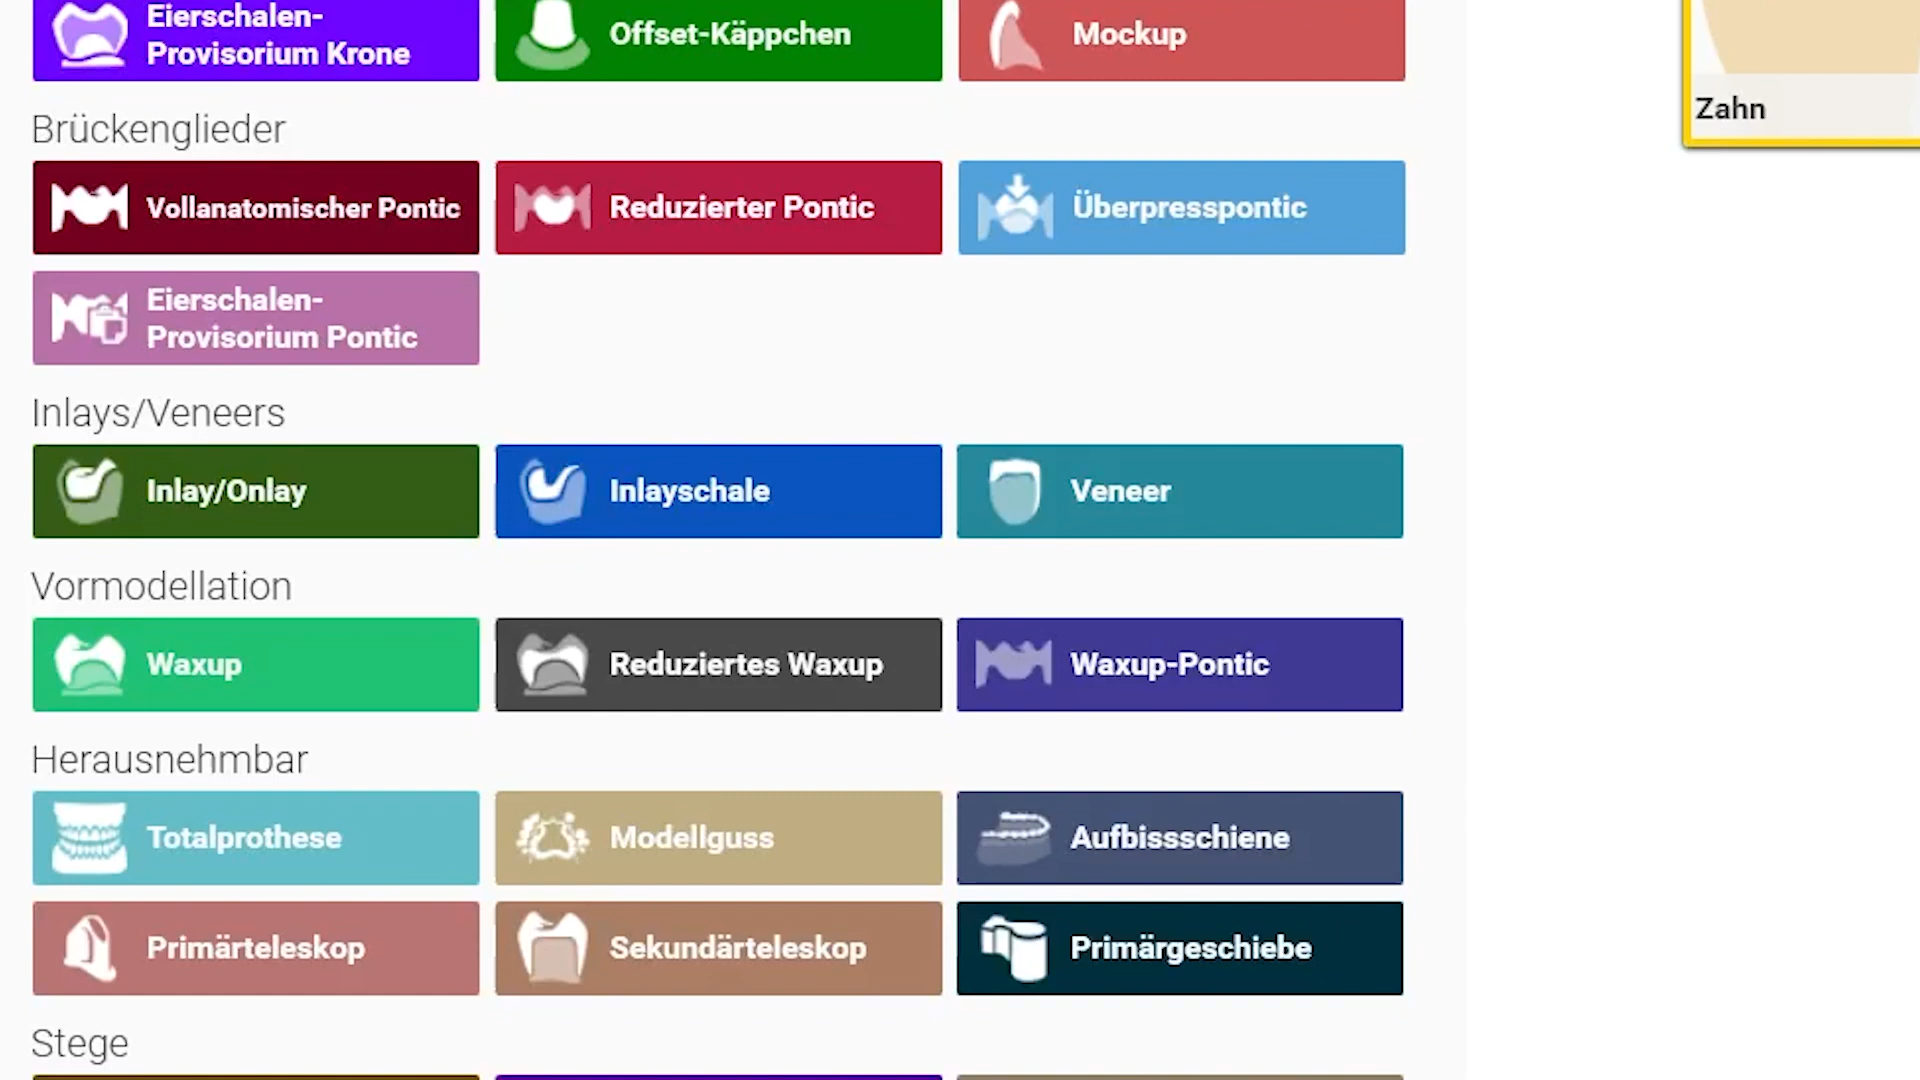 Eierschalen-
Provisorium Krone
Offset-Käppchen
Mockup
Zahn
Brückenglieder
Vollanatomischer Pontic
Reduzierter Pontic
Überpresspontic
Eierschalen-
Provisorium Pontic
Inlays/Veneers
Inlay/Onlay
Inlayschale
Veneer
Vormodellation
Waxup
Reduziertes Waxup
Waxup-Pontic
Herausnehmbar
Totalprothese
Modellguss
Aufbissschiene
Primärteleskop
Sekundärteleskop
Primärgeschiebe
Stege